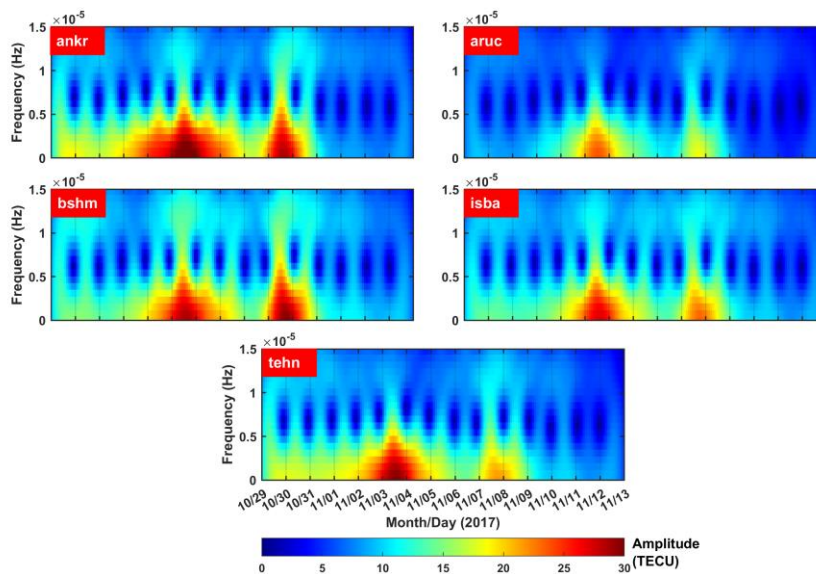 ×10⁻⁵
1.5
ankr
1
0.5
0
Frequency (Hz)
×10⁻⁵
1.5
aruc
1
0.5
0
×10⁻⁵
1.5
bshm
1
0.5
0
Frequency (Hz)
×10⁻⁵
1.5
isba
1
0.5
0
×10⁻⁵
1.5
tehn
1
0.5
0
Frequency (Hz)
10/29 10/30 10/31 11/01 11/02 11/03 11/04 11/05 11/06 11/07 11/08 11/09 11/10 11/11 11/12 11/13
Month/Day (2017)
Amplitude
(TECU)
0 5 10 15 20 25 30